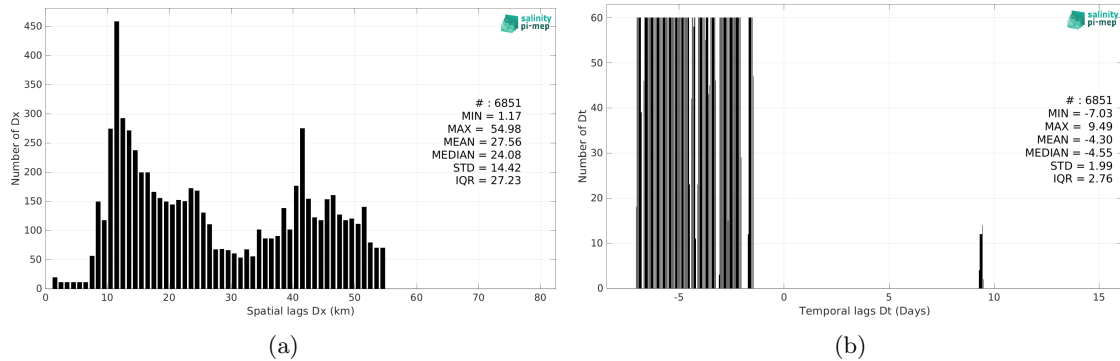 450
400
350
300
250
200
150
100
50
0
Number of Dx
salinity
pi-mep
# : 6851
MIN = 1.17
MAX = 54.98
MEAN = 27.56
MEDIAN = 24.08
STD = 14.42
IQR = 27.23
0 10 20 30 40 50 60 70 80
Spatial lags Dx (km)
(a)
60
50
40
30
20
10
0
Number of Dt
salinity
pi-mep
# : 6851
MIN = -7.03
MAX = 9.49
MEAN = -4.30
MEDIAN = -4.55
STD = 1.99
IQR = 2.76
-5 0 5 10 15
Temporal lags Dt (Days)
(b)